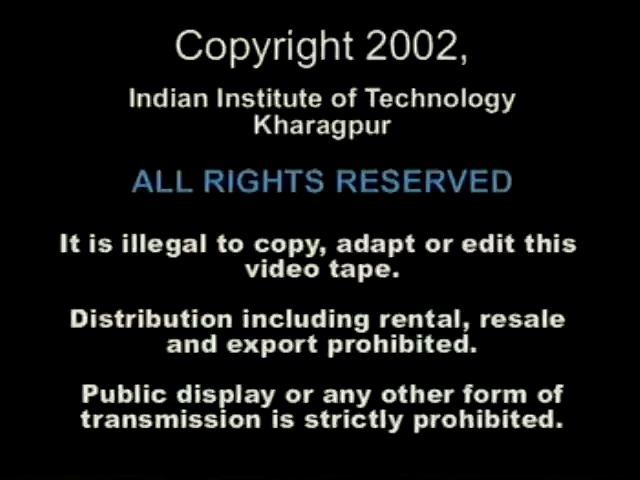 Copyright 2002,
Indian Institute of Technology
Kharagpur
ALL RIGHTS RESERVED
It is illegal to copy, adapt or edit this
video tape.
Distribution including rental, resale
and export prohibited.
Public display or any other form of
transmission is strictly prohibited.